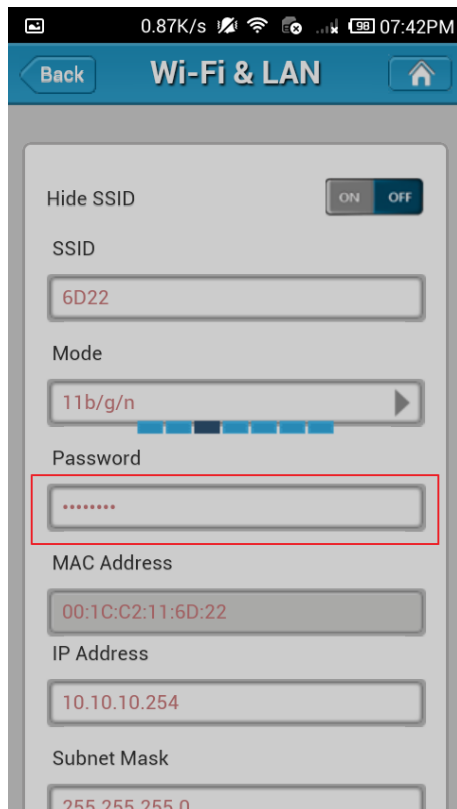 0.87K/s 98 07:42PM
Back Wi-Fi & LAN
Hide SSID ON OFF
SSID
6D22
Mode
11b/g/n
Password
••••••••
MAC Address
00:1C:C2:11:6D:22
IP Address
10.10.10.254
Subnet Mask
255.255.255.0